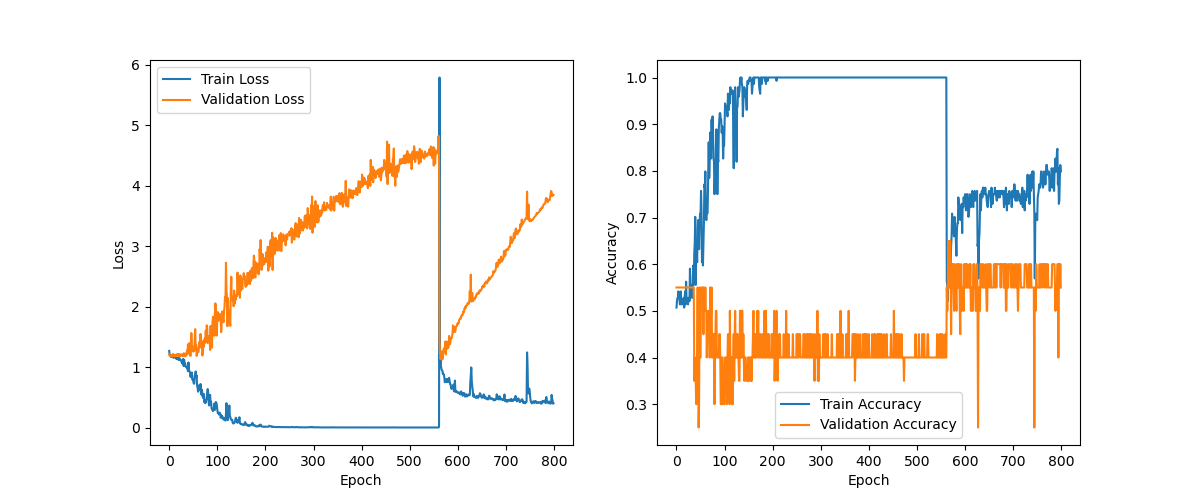 Train Loss
Validation Loss
Loss
6
5
4
3
2
1
0
0 100 200 300 400 500 600 700 800
Epoch
Accuracy
1.0
0.9
0.8
0.7
0.6
0.5
0.4
0.3
Train Accuracy
Validation Accuracy
0 100 200 300 400 500 600 700 800
Epoch